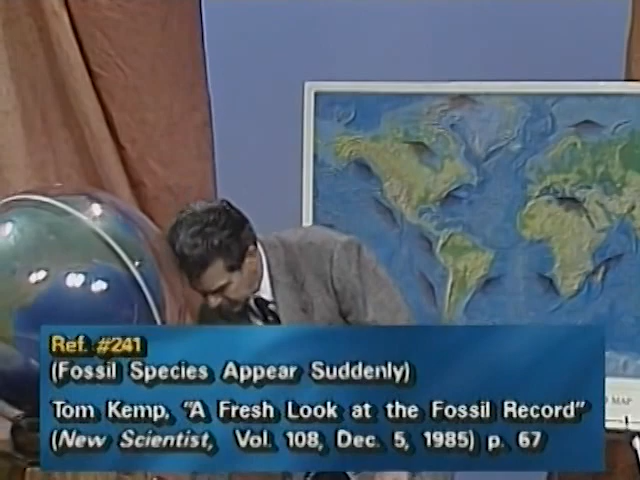 MAP
Ref. #241
(Fossil Species Appear Suddenly)
Tom Kemp, "A Fresh Look at the Fossil Record"
(New Scientist, Vol. 108, Dec. 5, 1985) p. 67